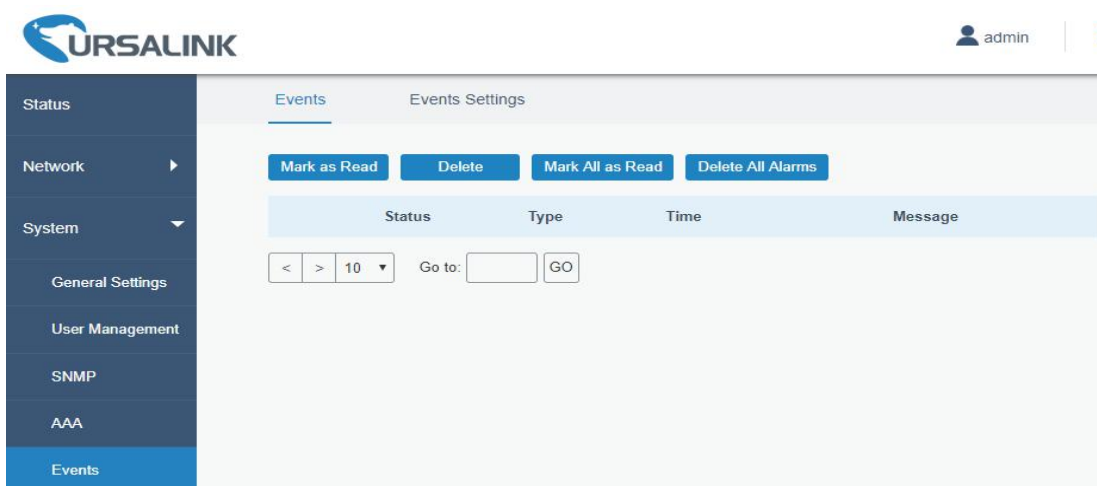 URSALINK
admin
Status
Network
System
General Settings
User Management
SNMP
AAA
Events
Events Events Settings
Mark as Read Delete Mark All as Read Delete All Alarms
Status Type Time Message
< > 10 ▼ Go to: GO